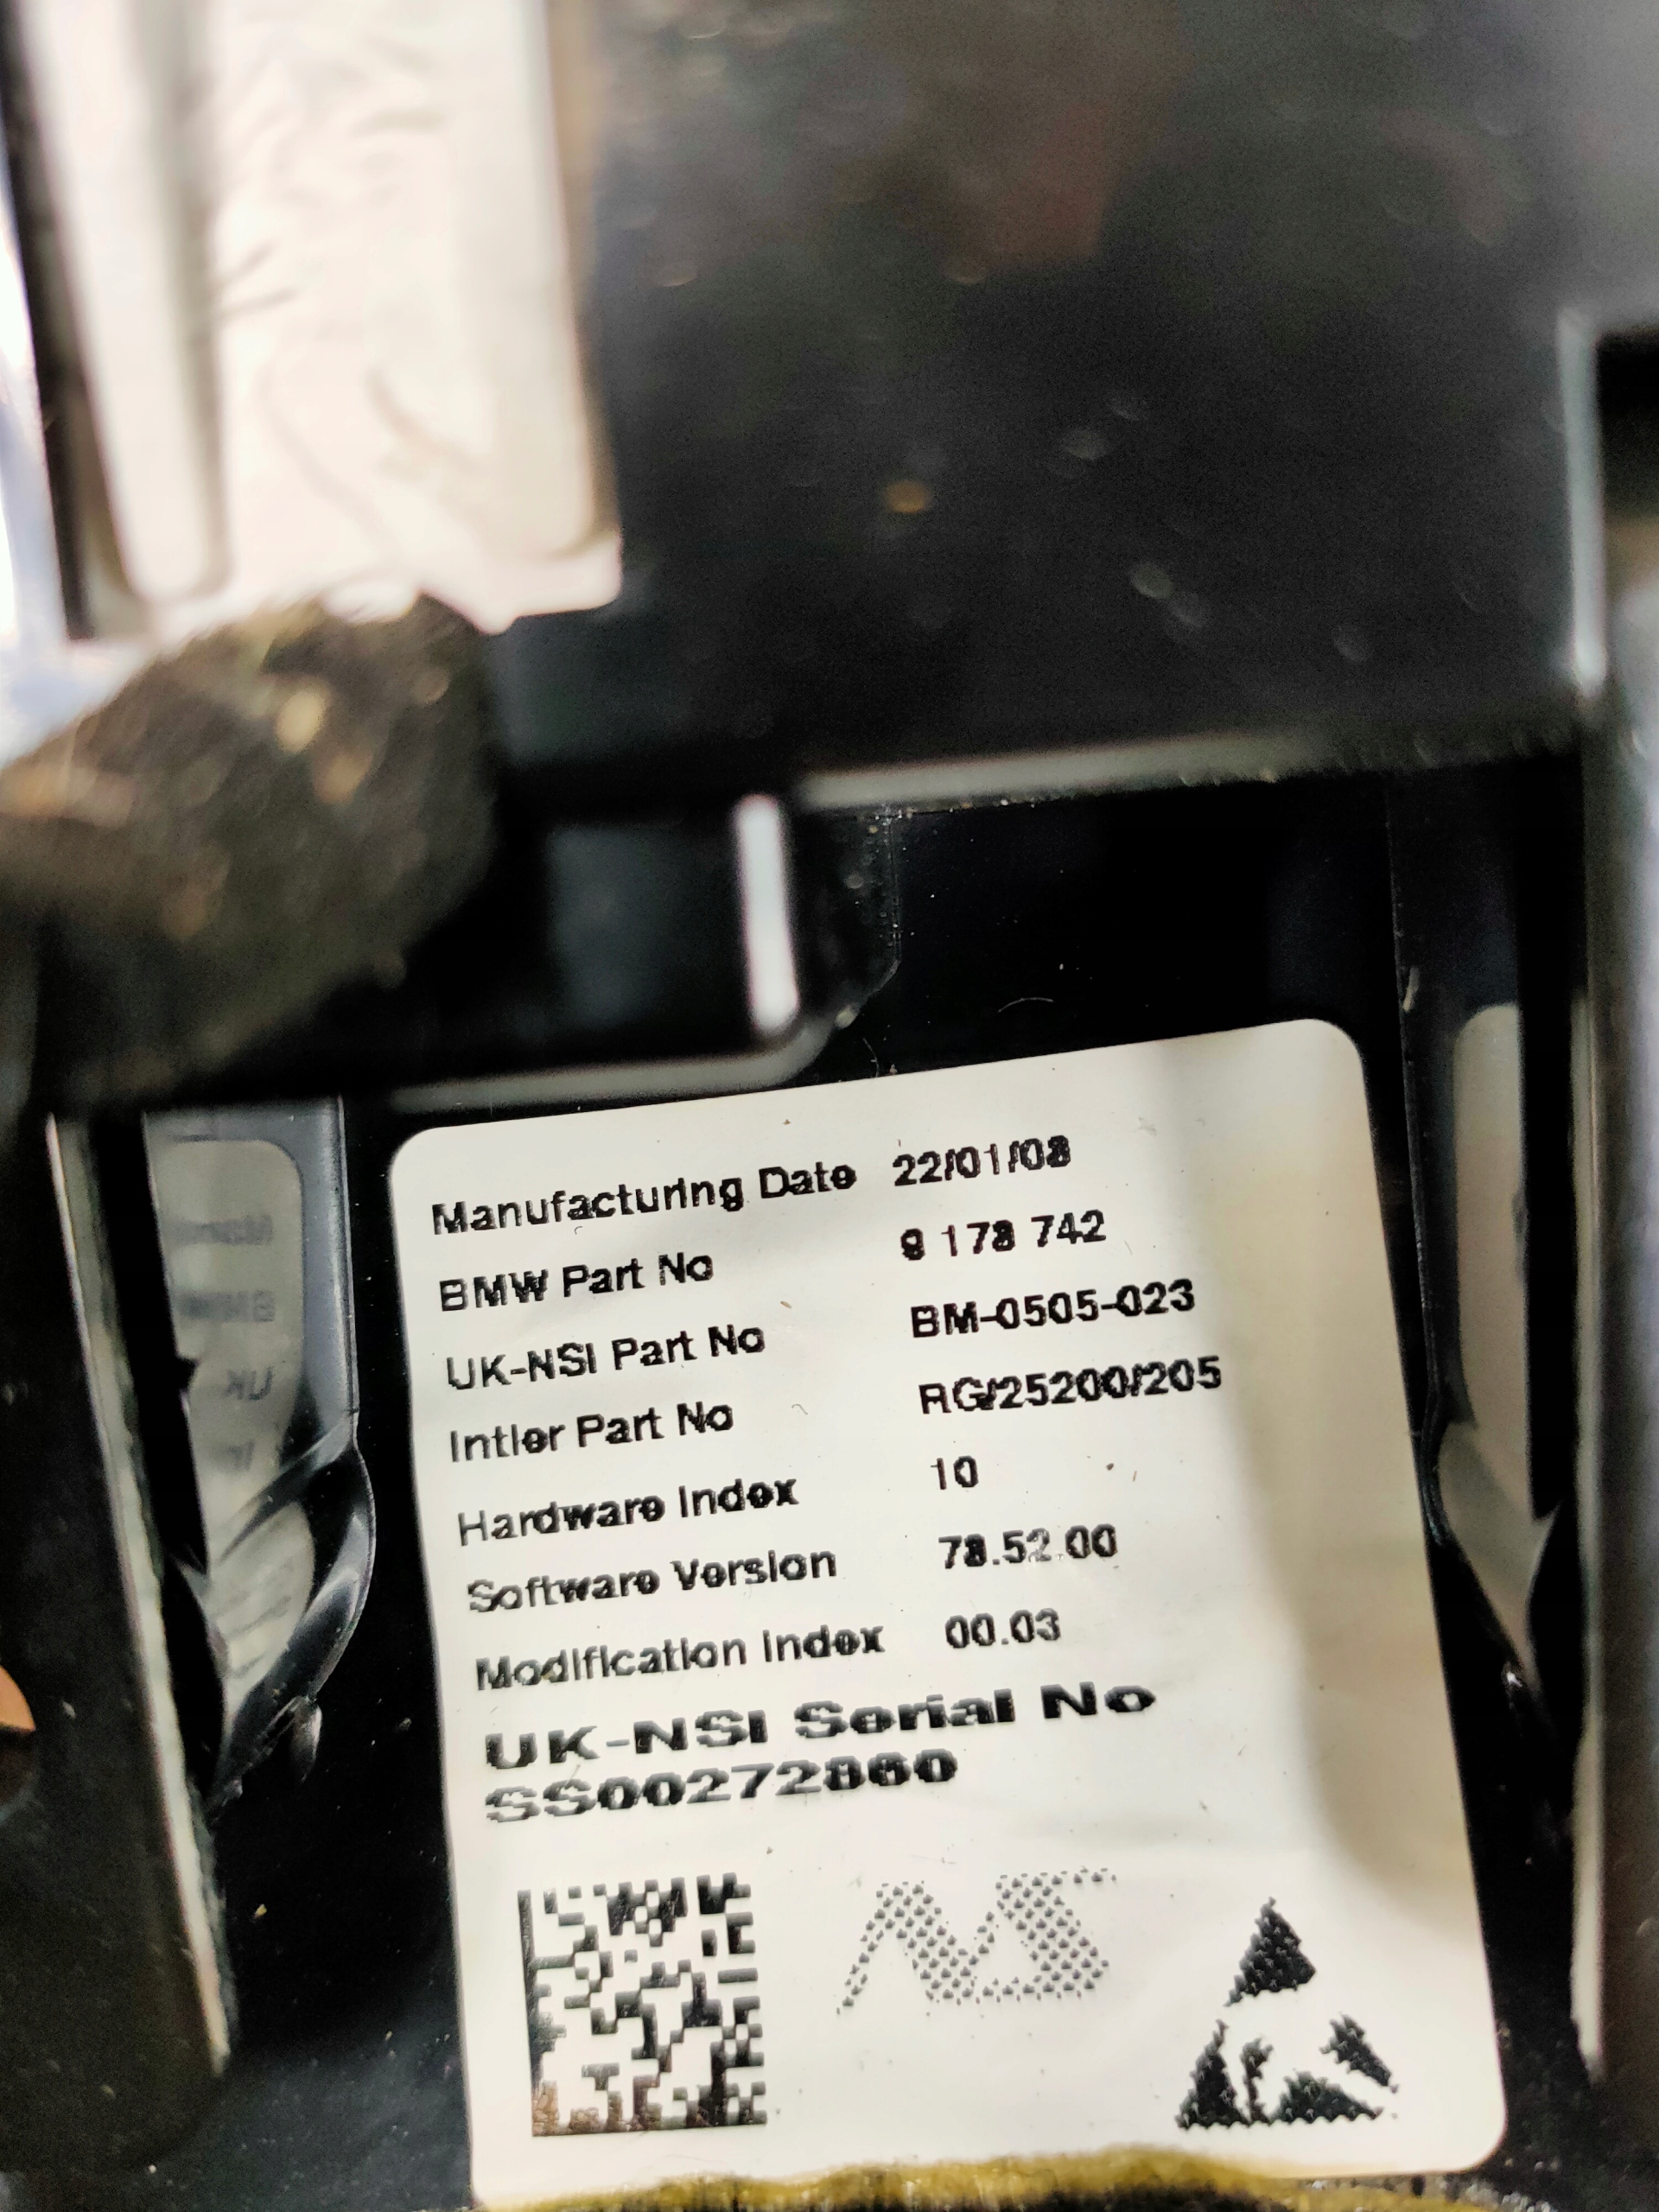 Manufacturing Date 22/01/08
BMW Part No 9 178 742
UK-NSI Part No BM-0505-023
Intier Part No RG/25200/205
Hardware Index 10
Software Version 78.52.00
Modification Index 00.03
UK-NSI Serial No